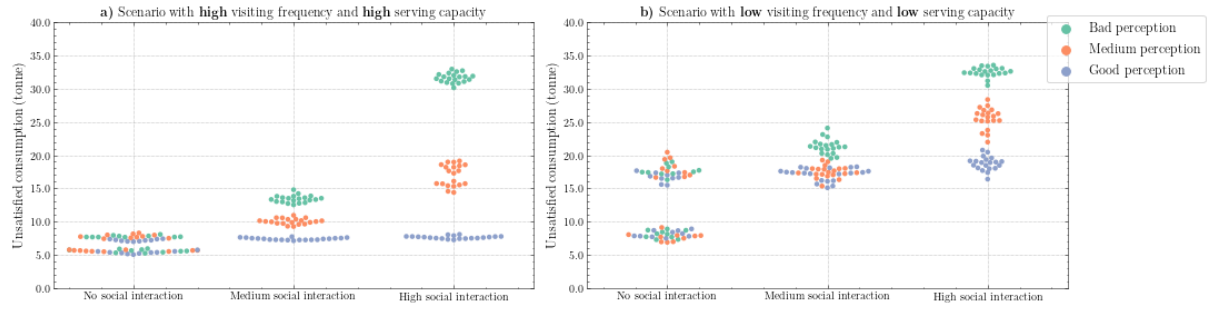 a) Scenario with high visiting frequency and high serving capacity
Unsatisfied consumption (tonne)
40.0
35.0
30.0
25.0
20.0
15.0
10.0
5.0
0.0
No social interaction
Medium social interaction
High social interaction
b) Scenario with low visiting frequency and low serving capacity
Unsatisfied consumption (tonne)
40.0
35.0
30.0
25.0
20.0
15.0
10.0
5.0
0.0
No social interaction
Medium social interaction
High social interaction
Bad perception
Medium perception
Good perception